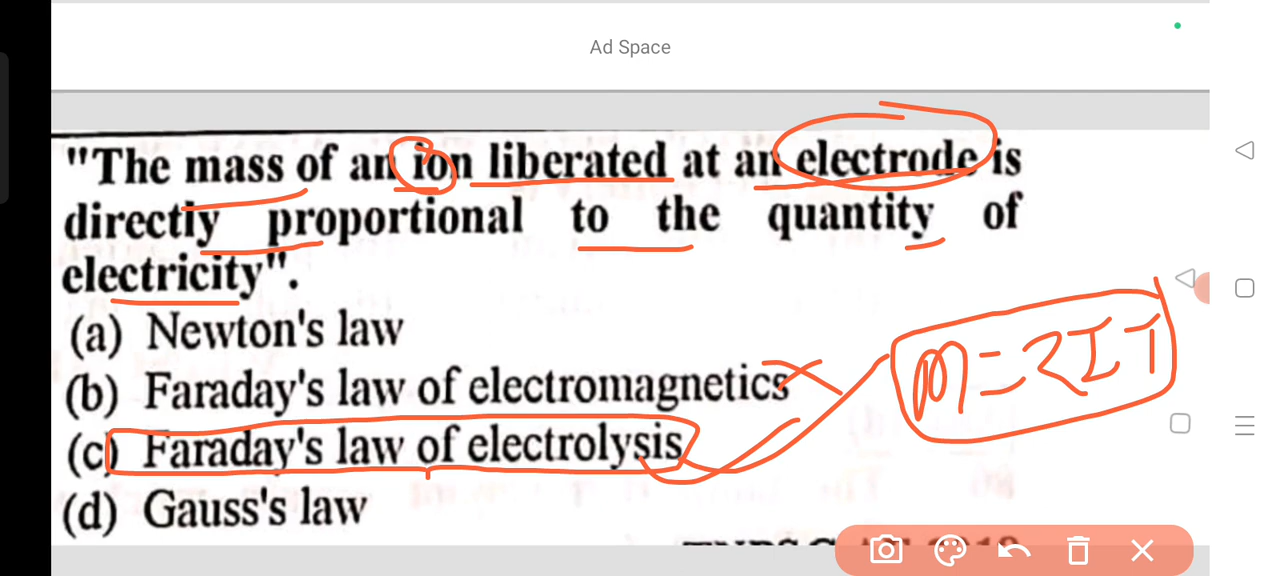 Ad Space
"The mass of an ion liberated at an electrode is
directly proportional to the quantity of
electricity".
(a) Newton's law
(b) Faraday's law of electromagnetics
(c) Faraday's law of electrolysis
(d) Gauss's law
m=ZIT